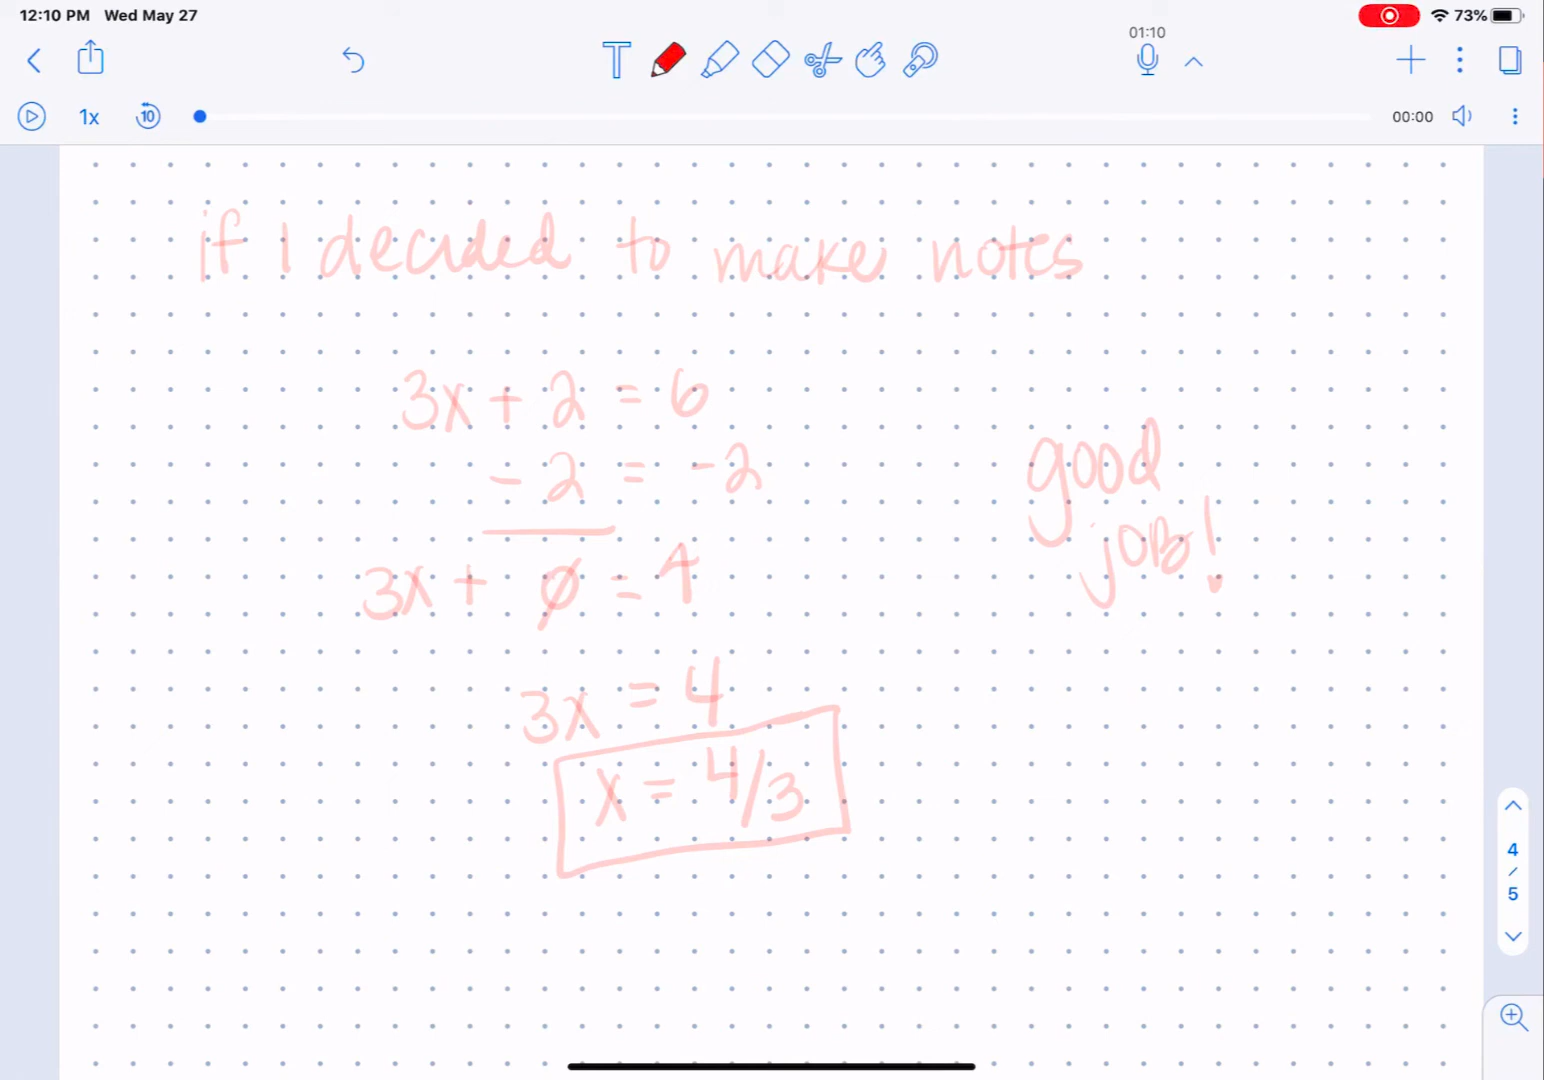 12:10 PM Wed May 27
73%
T
01:10
1x
10
00:00
if I decided to make notes
3x + 2 = 6
- 2 = -2
3x + 0 = 4
3x = 4
x = 4/3
good
job!
4
/
5